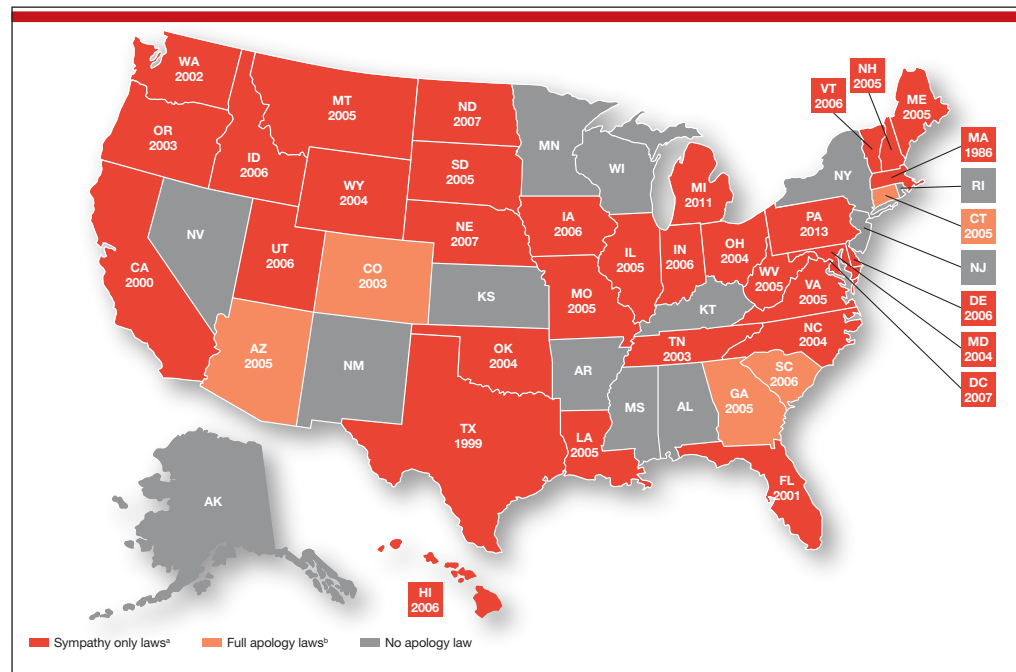 WA
2002
MT
2005
ND
2007
MN
VT
2006
NH
2005
ME
2005
OR
2003
ID
2006
WY
2004
SD
2005
WI
MI
2011
NY
MA
1986
RI
CT
2005
NJ
DE
2006
MD
2004
DC
2007
NV
UT
2006
CO
2003
NE
2007
IA
2006
IL
2005
IN
2006
OH
2004
PA
2013
WV
2005
VA
2005
CA
2000
KS
MO
2005
KT
NC
2004
TN
2003
AZ
2005
NM
OK
2004
AR
SC
2006
GA
2005
MS
AL
TX
1999
LA
2005
FL
2001
AK
HI
2006
Sympathy only lawsᵃ
Full apology lawsᵇ
No apology law